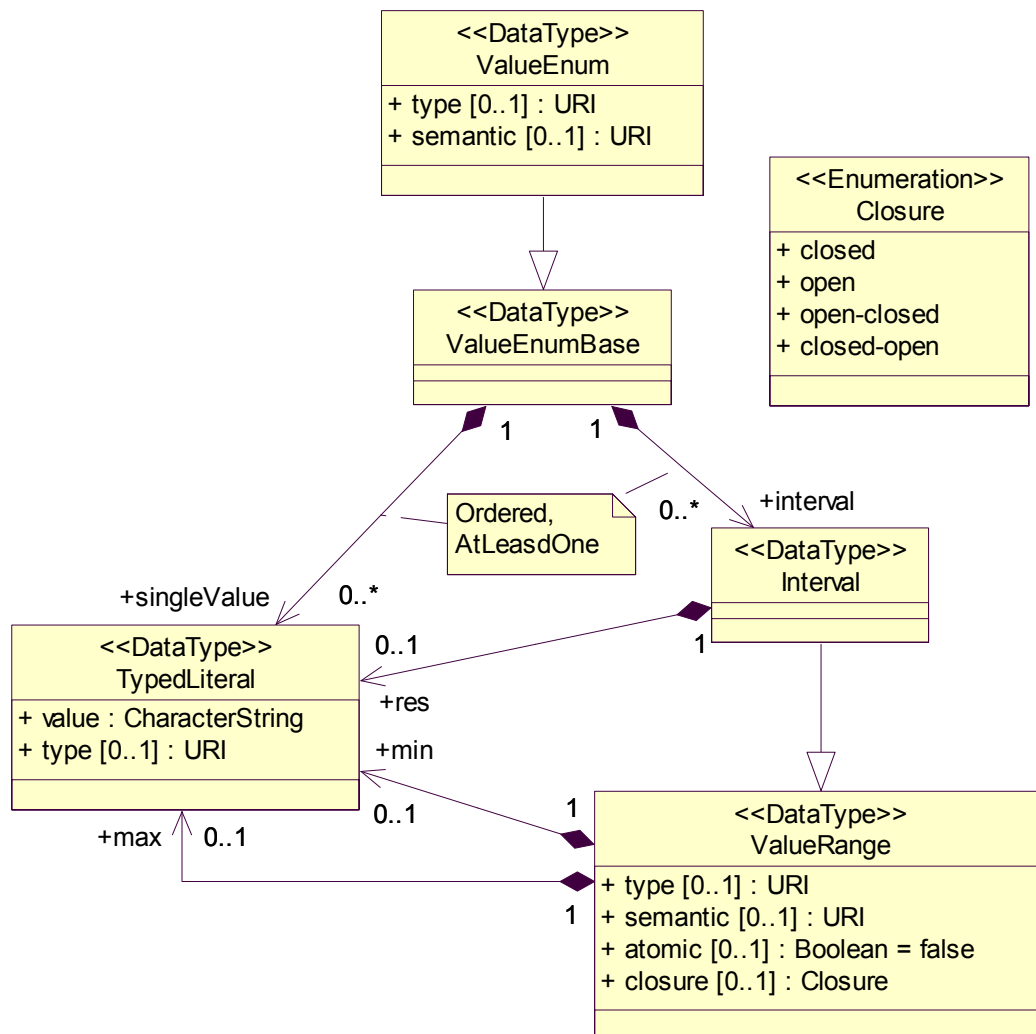 <<DataType>>
ValueEnum
+ type [0..1] : URI
+ semantic [0..1] : URI
<<Enumeration>>
Closure
+ closed
+ open
+ open-closed
+ closed-open
<<DataType>>
ValueEnumBase
1
1
Ordered,
AtLeasdOne
0..*
+interval
+singleValue
0..*
<<DataType>>
Interval
<<DataType>>
TypedLiteral
+ value : CharacterString
+ type [0..1] : URI
0..1
1
+res
+min
0..1
1
+max
0..1
1
<<DataType>>
ValueRange
+ type [0..1] : URI
+ semantic [0..1] : URI
+ atomic [0..1] : Boolean = false
+ closure [0..1] : Closure